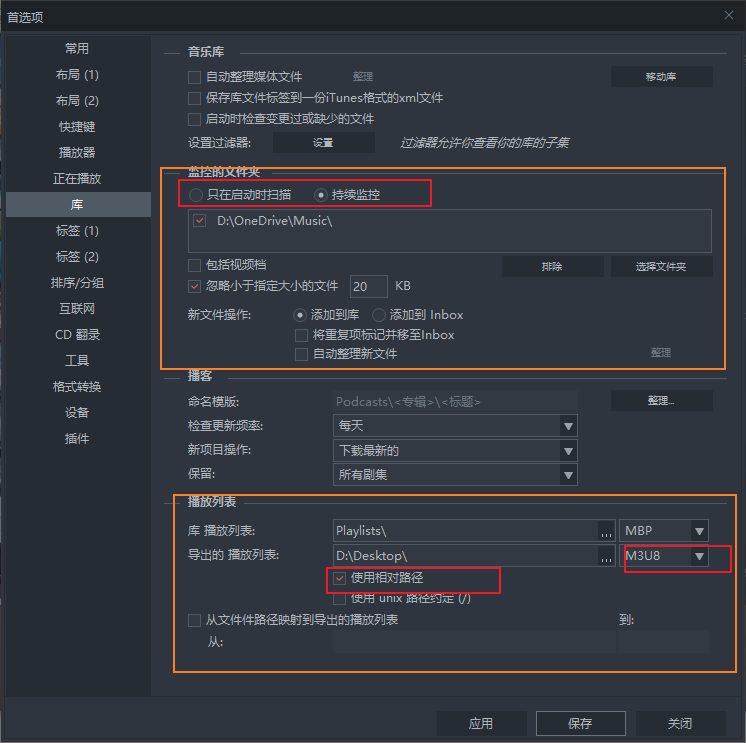 首选项
常用
布局 (1)
布局 (2)
快捷键
播放器
正在播放
库
标签 (1)
标签 (2)
排序/分组
互联网
CD 翻录
工具
格式转换
设备
插件
音乐库
自动整理媒体文件 整理 移动库
保存库文件标签到一份iTunes格式的xml文件
启动时检查变更过或缺少的文件
设置过滤器: 设置 过滤器允许你查看你的库的子集
监控的文件夹
只在启动时扫描 持续监控
D:\OneDrive\Music\
包括视频档 排除 选择文件夹
忽略小于指定大小的文件 20 KB
新文件操作: 添加到库 添加到 Inbox
将重复项标记并移至Inbox
自动整理新文件 整理
播客
命名模版: Podcasts\<专辑>\<标题> 整理...
检查更新频率: 每天
新项目操作: 下载最新的
保留: 所有剧集
播放列表
库 播放列表: Playlists\ ... MBP
导出的 播放列表: D:\Desktop\ ... M3U8
使用相对路径
使用 unix 路径约定 (/)
从文件件路径映射到导出的播放列表 到:
从:
应用 保存 关闭